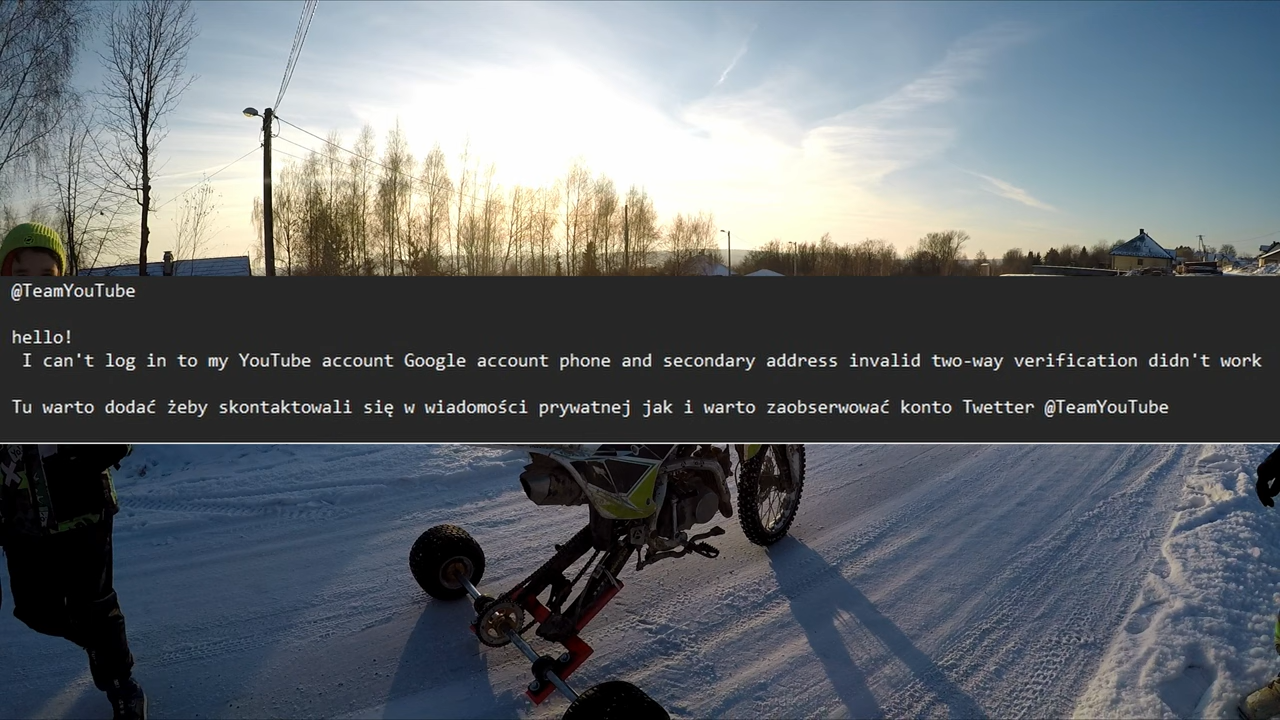 @TeamYouTube
hello!
I can't log in to my YouTube account Google account phone and secondary address invalid two-way verification didn't work
Tu warto dodać żeby skontaktowali się w wiadomości prywatnej jak i warto zaobserwować konto Twetter @TeamYouTube